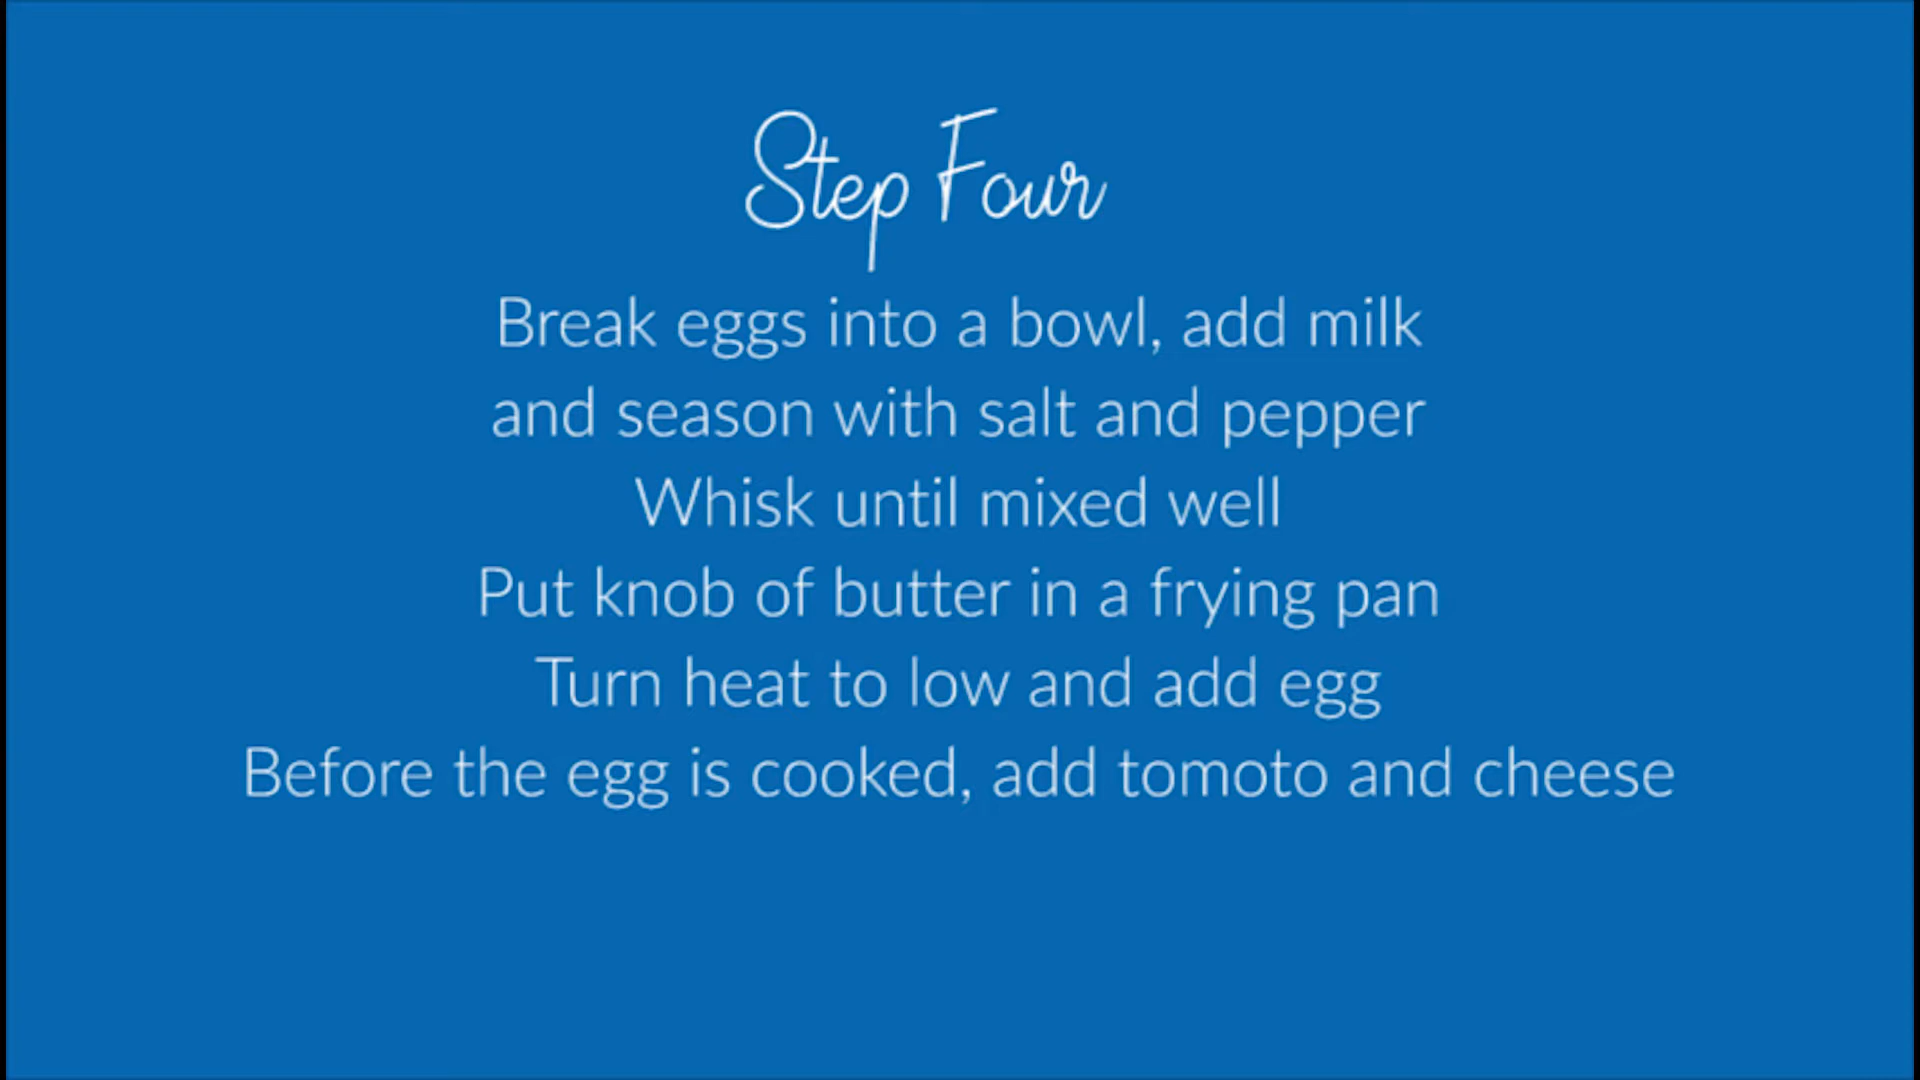 Step Four
Break eggs into a bowl, add milk
and season with salt and pepper
Whisk until mixed well
Put knob of butter in a frying pan
Turn heat to low and add egg
Before the egg is cooked, add tomoto and cheese